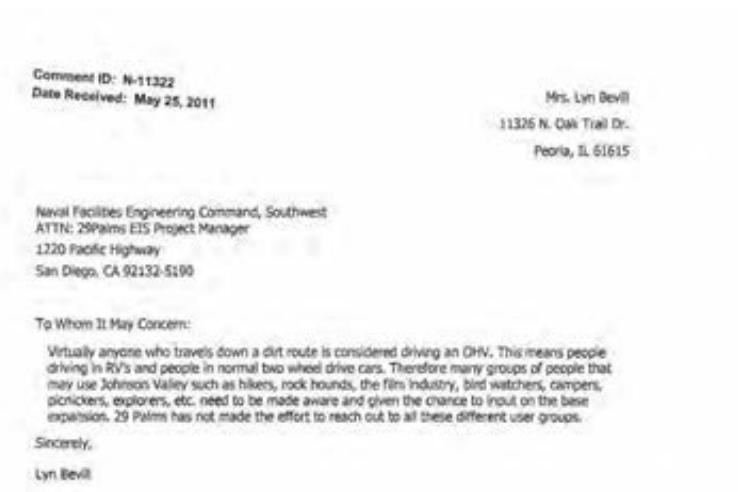 Comment ID: N-11322
Date Received: May 25, 2011
Mrs. Lyn Bevill
11326 N. Oak Trail Dr.
Peoria, IL 61615
Naval Facilities Engineering Command, Southwest
ATTN: 29Palms EIS Project Manager
1220 Pacific Highway
San Diego, CA 92132-5190
To Whom It May Concern:
Virtually anyone who travels down a dirt route is considered driving an OHV. This means people
driving in RV's and people in normal two wheel drive cars. Therefore many groups of people that
may use Johnson Valley such as hikers, rock hounds, the film industry, bird watchers, campers,
picnickers, explorers, etc. need to be made aware and given the chance to input on the base
expansion. 29 Palms has not made the effort to reach out to all these different user groups.
Sincerely,
Lyn Bevill